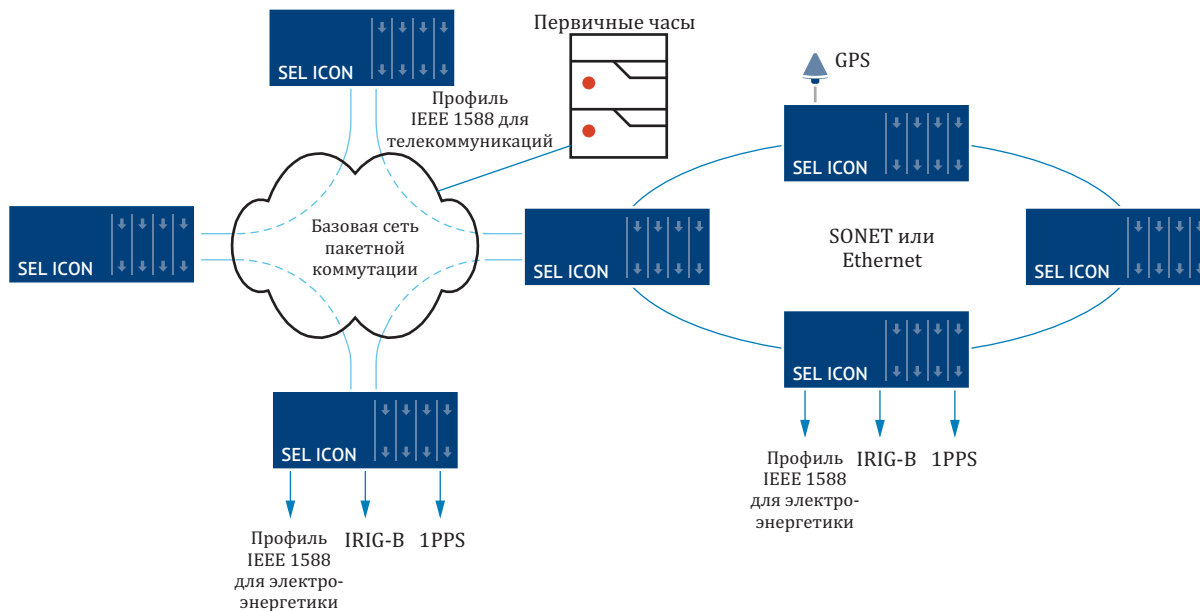 Первичные часы
SEL ICON
GPS
Профиль
IEEE 1588 для
телекоммуникаций
SEL ICON
SEL ICON
Базовая сеть
пакетной
коммутации
SEL ICON
SONET или
Ethernet
SEL ICON
SEL ICON
SEL ICON
Профиль
IEEE 1588
для электро-
энергетики
IRIG-B
1PPS
Профиль
IEEE 1588
для электро-
энергетики
IRIG-B
1PPS